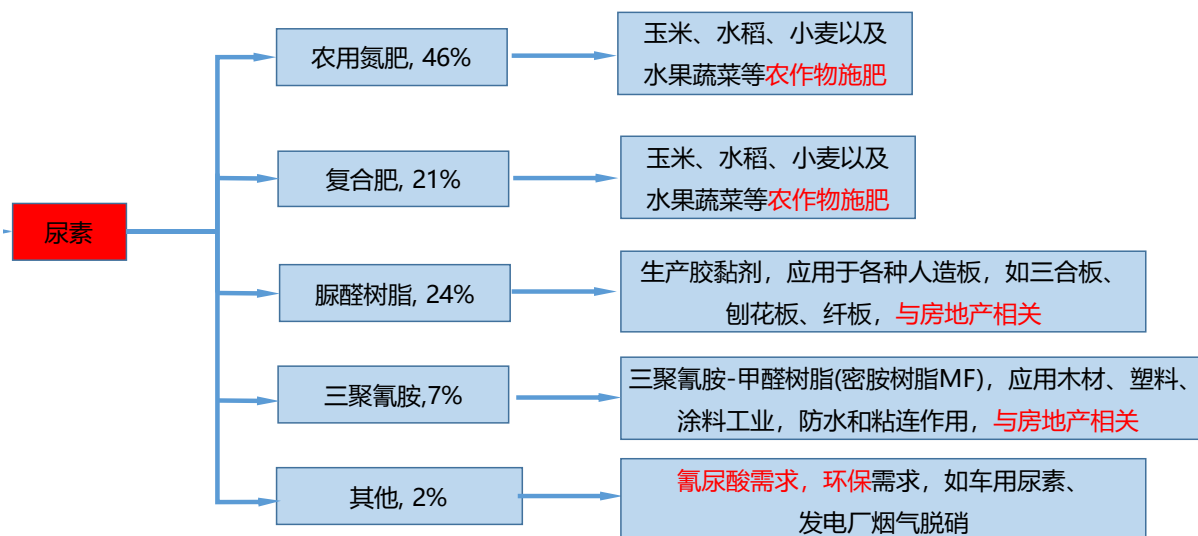 尿素
农用氮肥, 46%
玉米、水稻、小麦以及
水果蔬菜等农作物施肥
复合肥, 21%
玉米、水稻、小麦以及
水果蔬菜等农作物施肥
脲醛树脂, 24%
生产胶黏剂，应用于各种人造板，如三合板、
刨花板、纤板，与房地产相关
三聚氰胺,7%
三聚氰胺-甲醛树脂(密胺树脂MF)，应用木材、塑料、
涂料工业，防水和粘连作用，与房地产相关
其他, 2%
氰尿酸需求，环保需求，如车用尿素、
发电厂烟气脱硝